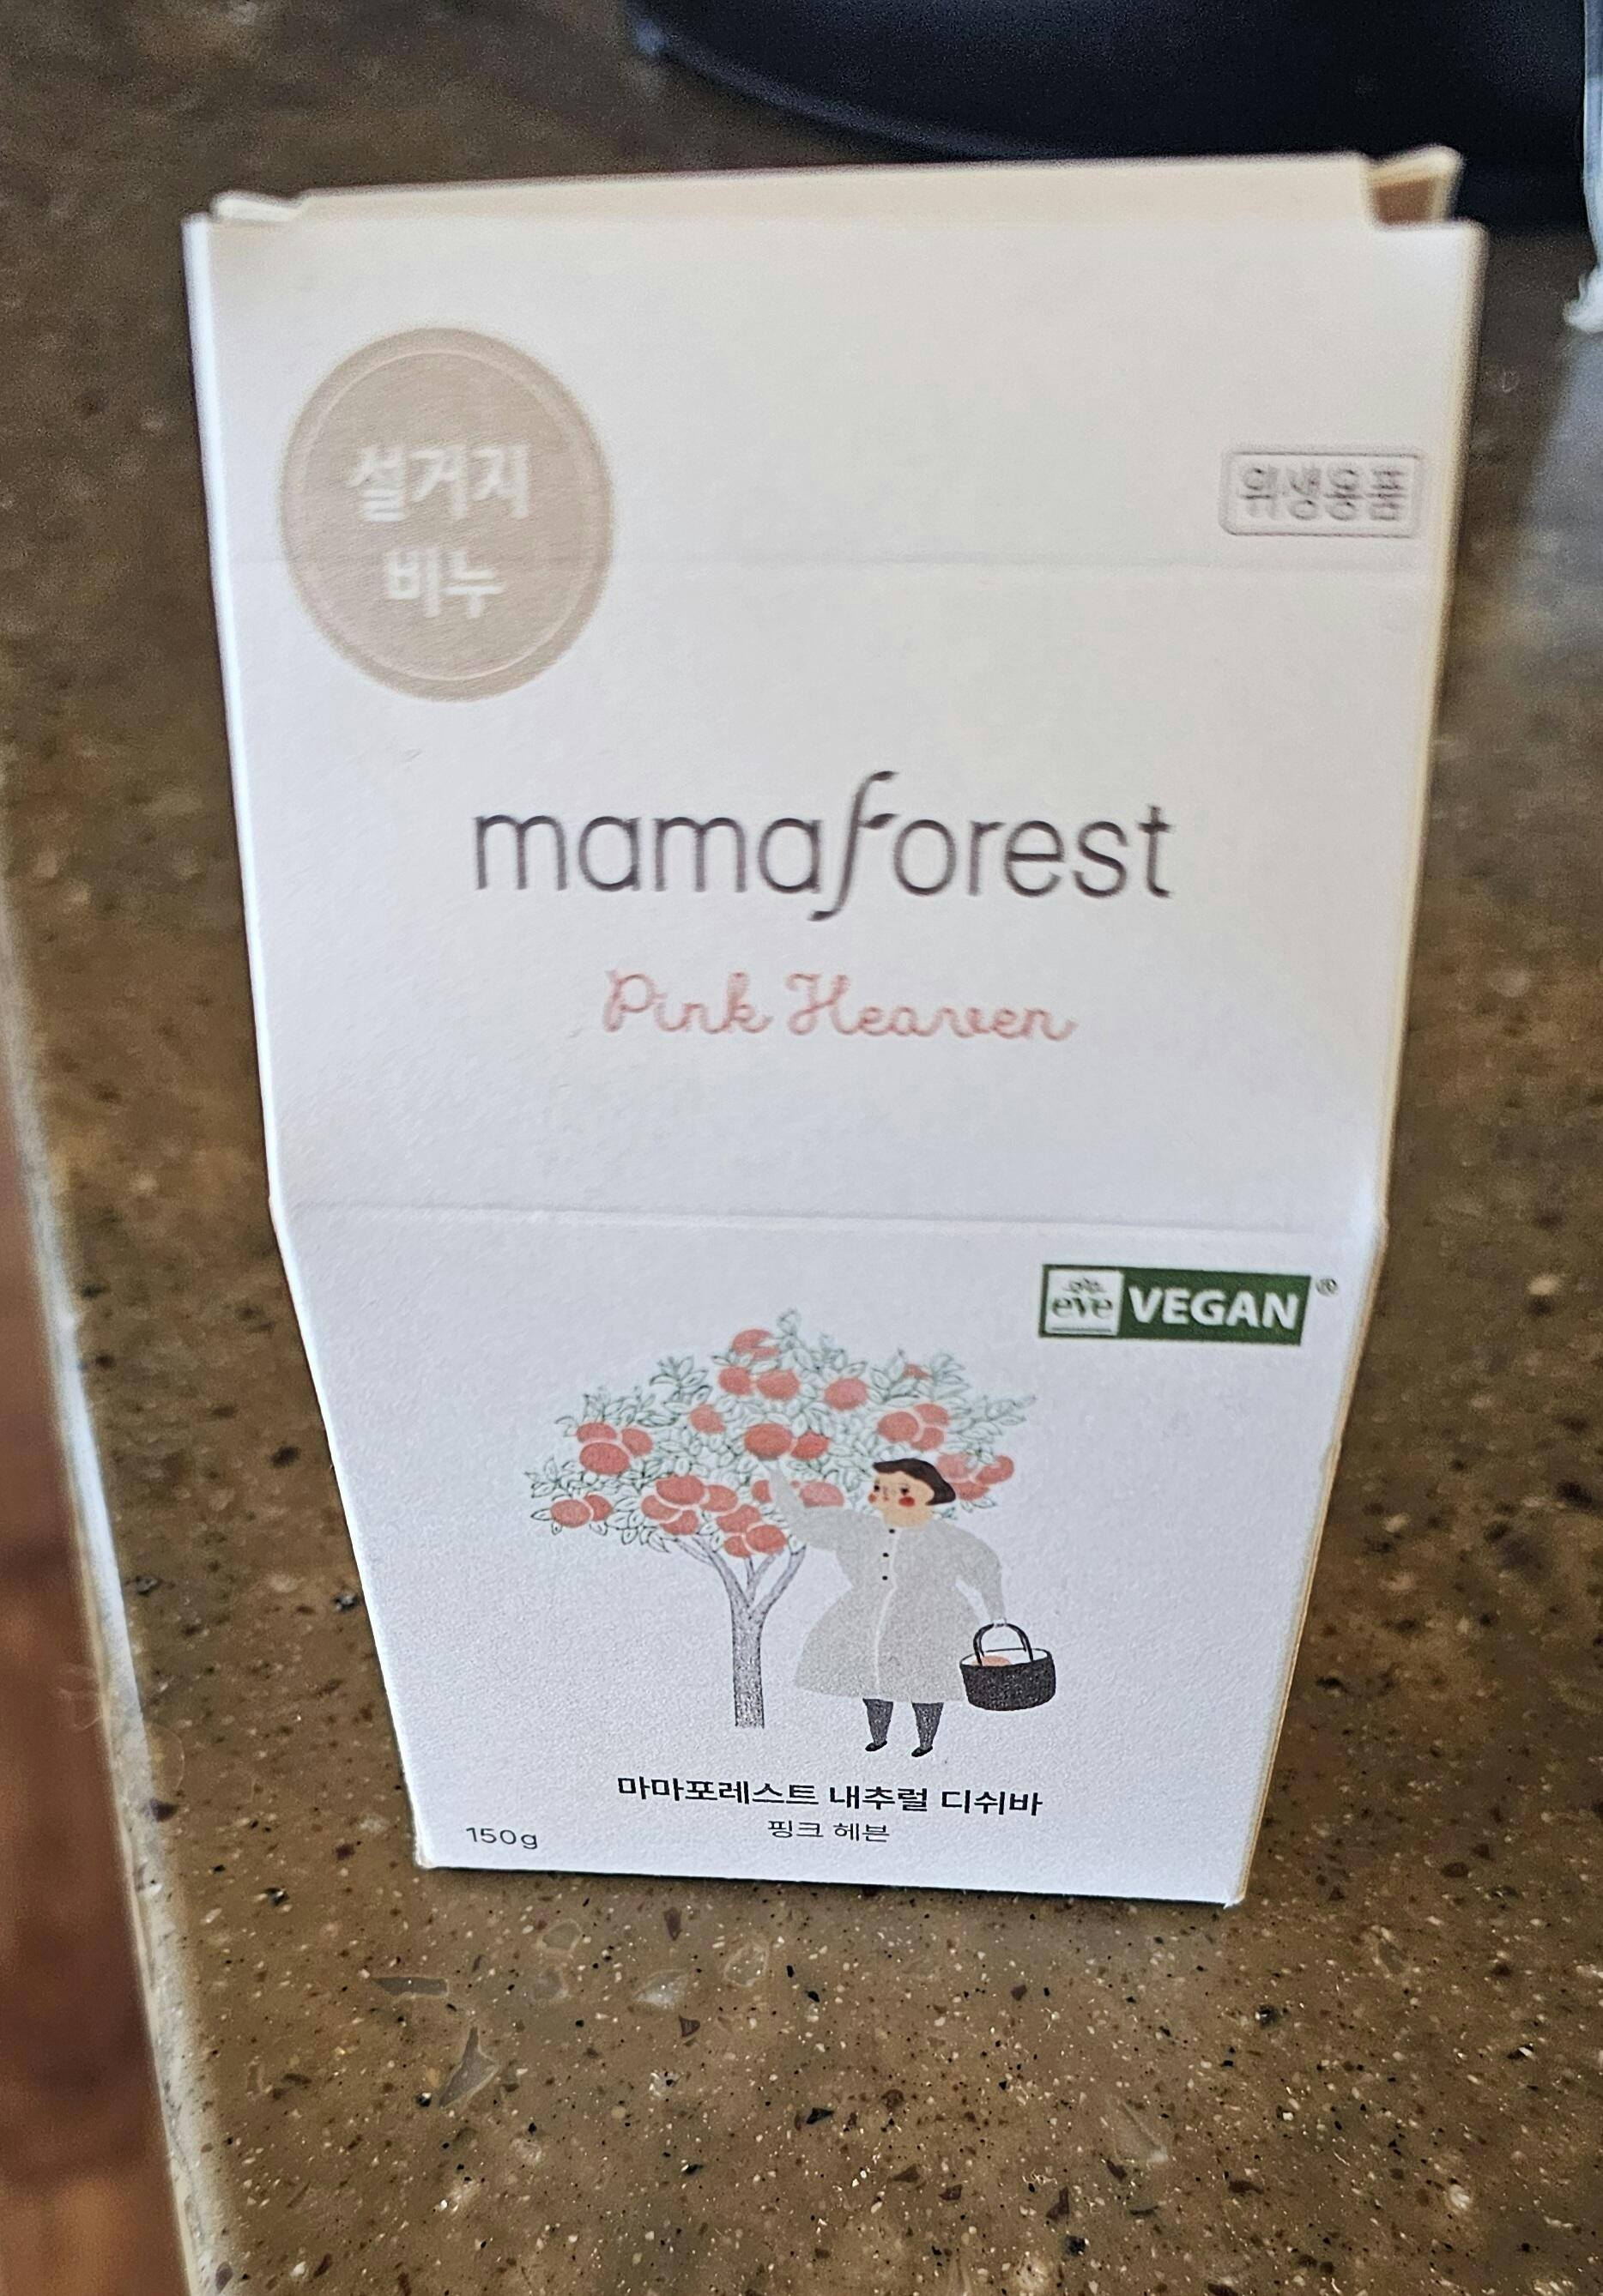 설거지
비누
위생용품
mamaforest
Pink Heaven
eve VEGAN®
마마포레스트 내추럴 디쉬바
핑크 헤븐
150g